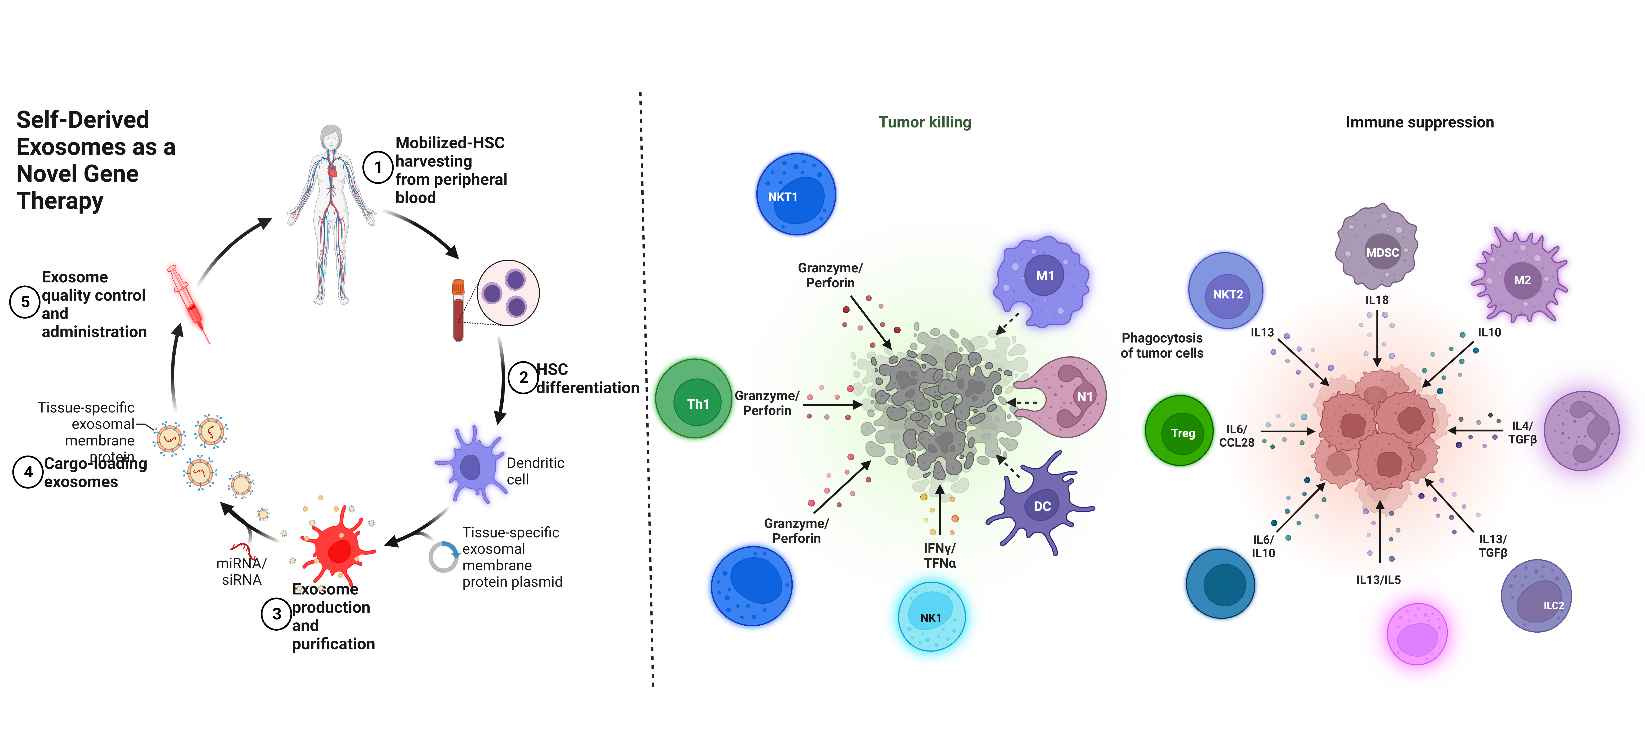 Self-Derived
Exosomes as a
Novel Gene
Therapy
1
Mobilized-HSC
harvesting
from peripheral
blood
2
HSC
differentiation
Dendritic
cell
Tissue-specific
exosomal
membrane
protein plasmid
3
Exosome
production
and
purification
miRNA/
siRNA
4
Cargo-loading
exosomes
Tissue-specific
exosomal
membrane
protein
5
Exosome
quality control
and
administration
Tumor killing
NKT1
Granzyme/
Perforin
M1
Th1
Granzyme/
Perforin
N1
Granzyme/
Perforin
DC
IFNγ/
TFNα
NK1
Immune suppression
MDSC
IL18
NKT2
IL13
M2
IL10
Phagocytosis
of tumor cells
Treg
IL6/
CCL28
IL4/
TGFβ
IL6/
IL10
IL13/IL5
IL13/
TGFβ
ILC2